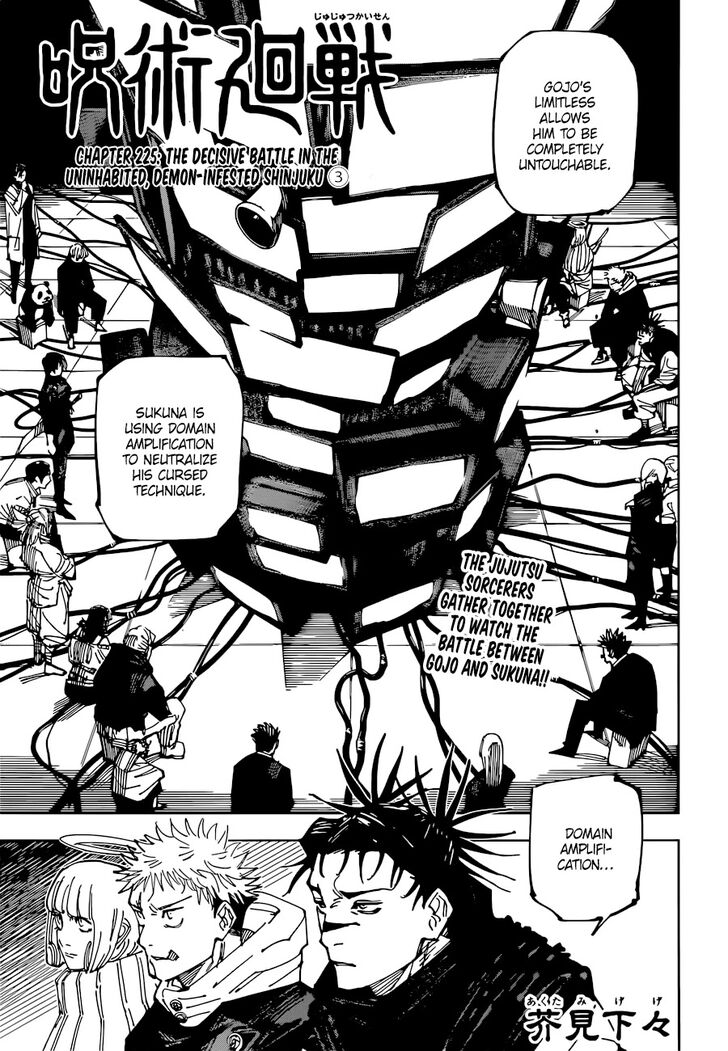 じゅじゅつかいせん
呪術廻戦
CHAPTER 225: THE DECISIVE BATTLE IN THE
UNINHABITED, DEMON-INFESTED SHINJUKU ③
GOJO'S
LIMITLESS
ALLOWS
HIM TO BE
COMPLETELY
UNTOUCHABLE.
SUKUNA IS
USING DOMAIN
AMPLIFICATION
TO NEUTRALIZE
HIS CURSED
TECHNIQUE.
THE JUJUTSU
SORCERERS
GATHER TOGETHER
TO WATCH THE
BATTLE BETWEEN
GOJO AND SUKUNA!!
DOMAIN
AMPLIFI-
CATION...
あくたみげげ
芥見下々